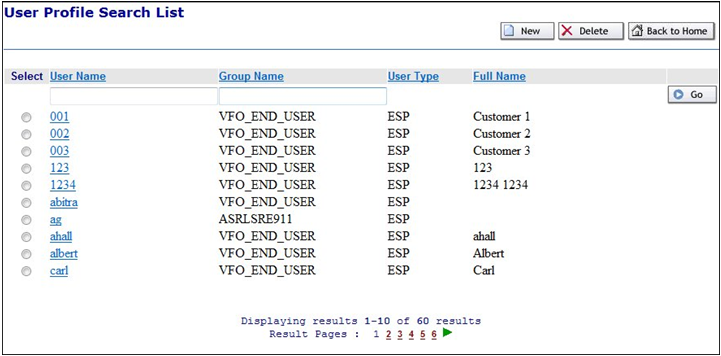 User Profile Search List
New Delete Back to Home
Select User Name Group Name User Type Full Name
Go
001 VFO_END_USER ESP Customer 1
002 VFO_END_USER ESP Customer 2
003 VFO_END_USER ESP Customer 3
123 VFO_END_USER ESP 123
1234 VFO_END_USER ESP 1234 1234
abitra VFO_END_USER ESP
ag ASRLSRE911 ESP
ahall VFO_END_USER ESP ahall
albert VFO_END_USER ESP Albert
carl VFO_END_USER ESP Carl
Displaying results 1-10 of 60 results
Result Pages : 1 2 3 4 5 6